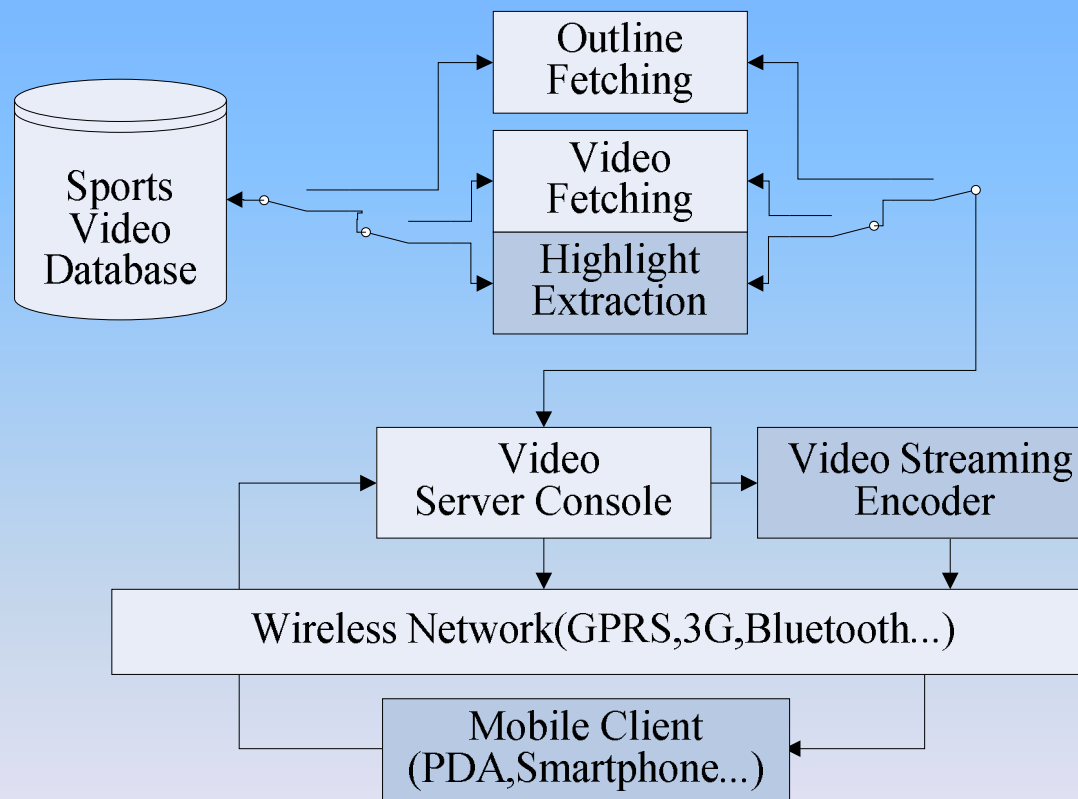 Outline
Fetching
Sports
Video
Database
Video
Fetching
Highlight
Extraction
Video
Server Console
Video Streaming
Encoder
Wireless Network(GPRS,3G,Bluetooth...)
Mobile Client
(PDA,Smartphone...)